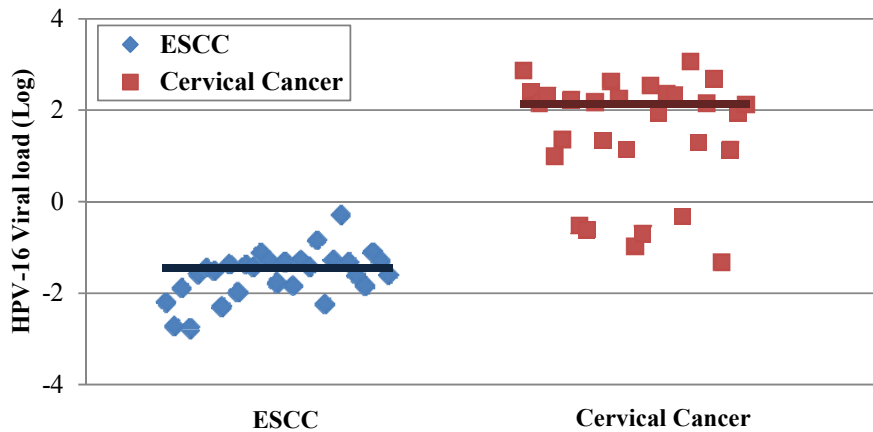 4
ESCC
Cervical Cancer
2
0
-2
-4
HPV-16 Viral load (Log)
ESCC
Cervical Cancer